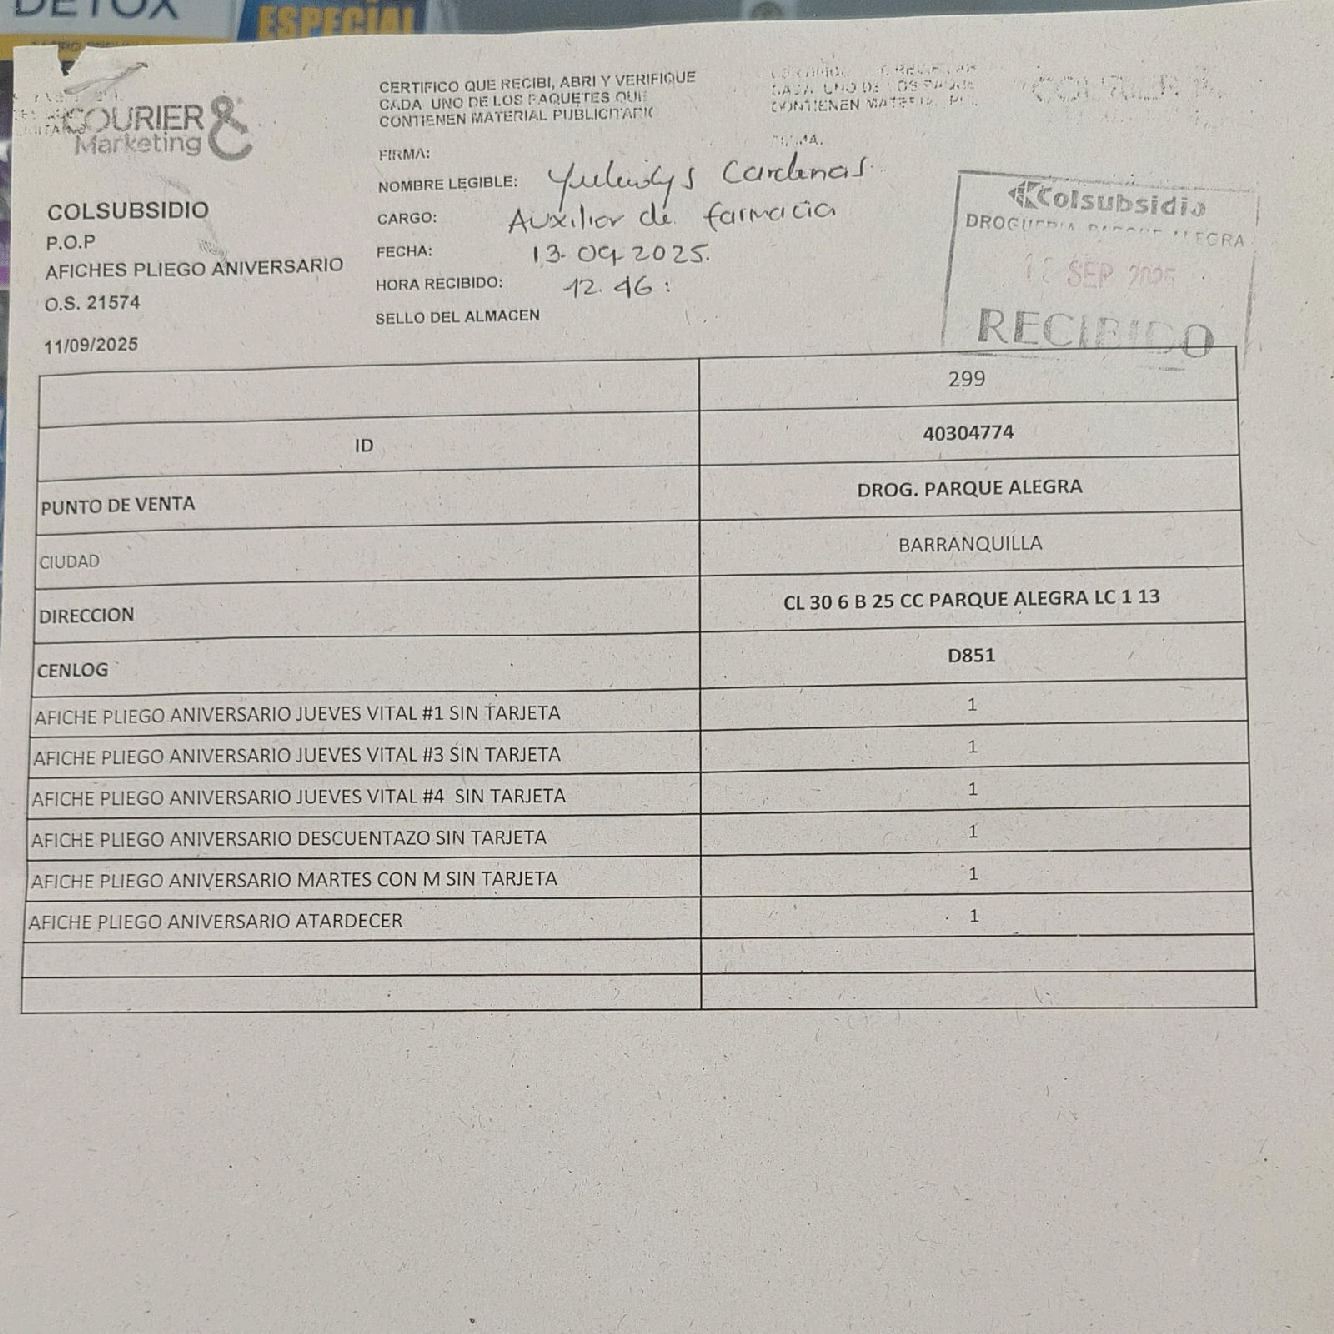 DETOX
ESPECIAL
COURIER &
Marketing
CERTIFICO QUE RECIBI, ABRI Y VERIFIQUE
CADA UNO DE LOS PAQUETES QUE
CONTIENEN MATERIAL PUBLICITARIO
FIRMA:
NOMBRE LEGIBLE: Yuleidys Cardenas
CARGO: Auxiliar de farmacia
FECHA: 13-09-2025.
HORA RECIBIDO: 12:46:
SELLO DEL ALMACEN
COLSUBSIDIO
P.O.P
AFICHES PLIEGO ANIVERSARIO
O.S. 21574
11/09/2025
Colsubsidio
DROGUERIA PARQUE ALEGRA
SEP 2025
RECIBIDO
299
ID 40304774
PUNTO DE VENTA DROG. PARQUE ALEGRA
CIUDAD BARRANQUILLA
DIRECCION CL 30 6 B 25 CC PARQUE ALEGRA LC 1 13
CENLOG D851
AFICHE PLIEGO ANIVERSARIO JUEVES VITAL #1 SIN TARJETA 1
AFICHE PLIEGO ANIVERSARIO JUEVES VITAL #3 SIN TARJETA 1
AFICHE PLIEGO ANIVERSARIO JUEVES VITAL #4 SIN TARJETA 1
AFICHE PLIEGO ANIVERSARIO DESCUENTAZO SIN TARJETA 1
AFICHE PLIEGO ANIVERSARIO MARTES CON M SIN TARJETA 1
AFICHE PLIEGO ANIVERSARIO ATARDECER 1